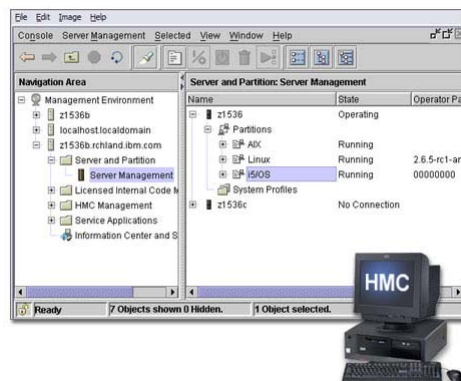 File Edit Image Help
Console Server Management Selected View Window Help
Navigation Area
Management Environment
z1536b
localhost.localdomain
z1536b.rchland.ibm.com
Server and Partition
Server Management
Licensed Internal Code
HMC Management
Service Applications
Information Center and S
Server and Partition: Server Management
Name State Operator Pa
z1536 Operating
Partitions
AIX Running
Linux Running 2.6.5-rc1-a
i5/OS Running 00000000
System Profiles
z1536c No Connection
Ready 7 Objects shown 0 Hidden. 1 Object selected.
HMC